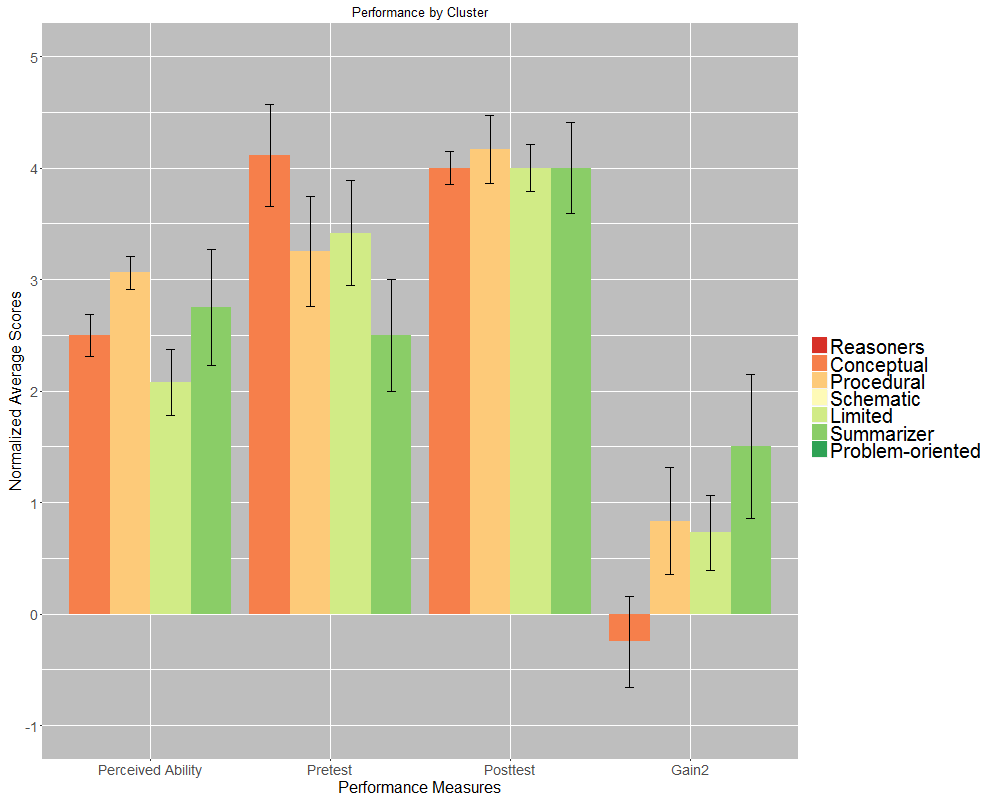 Performance by Cluster
5
4
3
2
1
0
-1
Normalized Average Scores
Perceived Ability
Pretest
Posttest
Gain2
Performance Measures
Reasoners
Conceptual
Procedural
Schematic
Limited
Summarizer
Problem-oriented